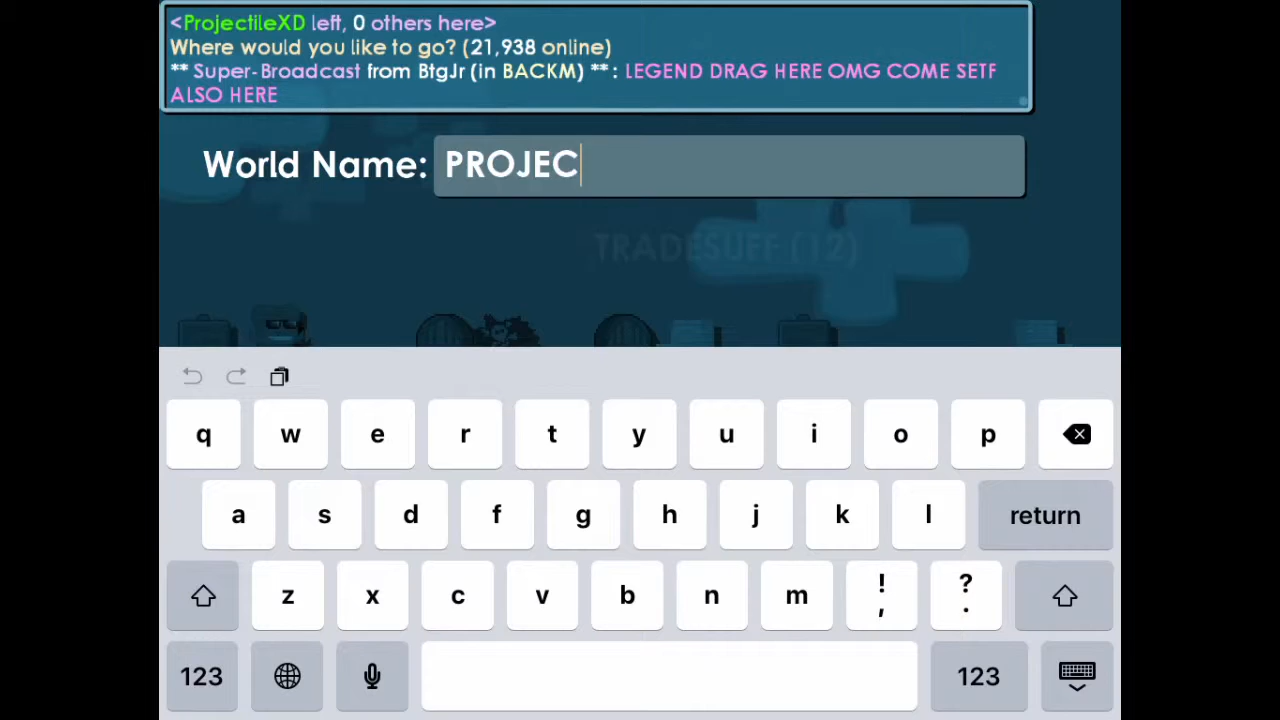 <ProjectileXD left, 0 others here>
Where would you like to go? (21,938 online)
** Super-Broadcast from BtgJr (in BACKM) ** : LEGEND DRAG HERE OMG COME SETF
ALSO HERE
World Name: PROJEC
TRADESUFF (12)
q w e r t y u i o p
a s d f g h j k l return
z x c v b n m ! , ? .
123 123